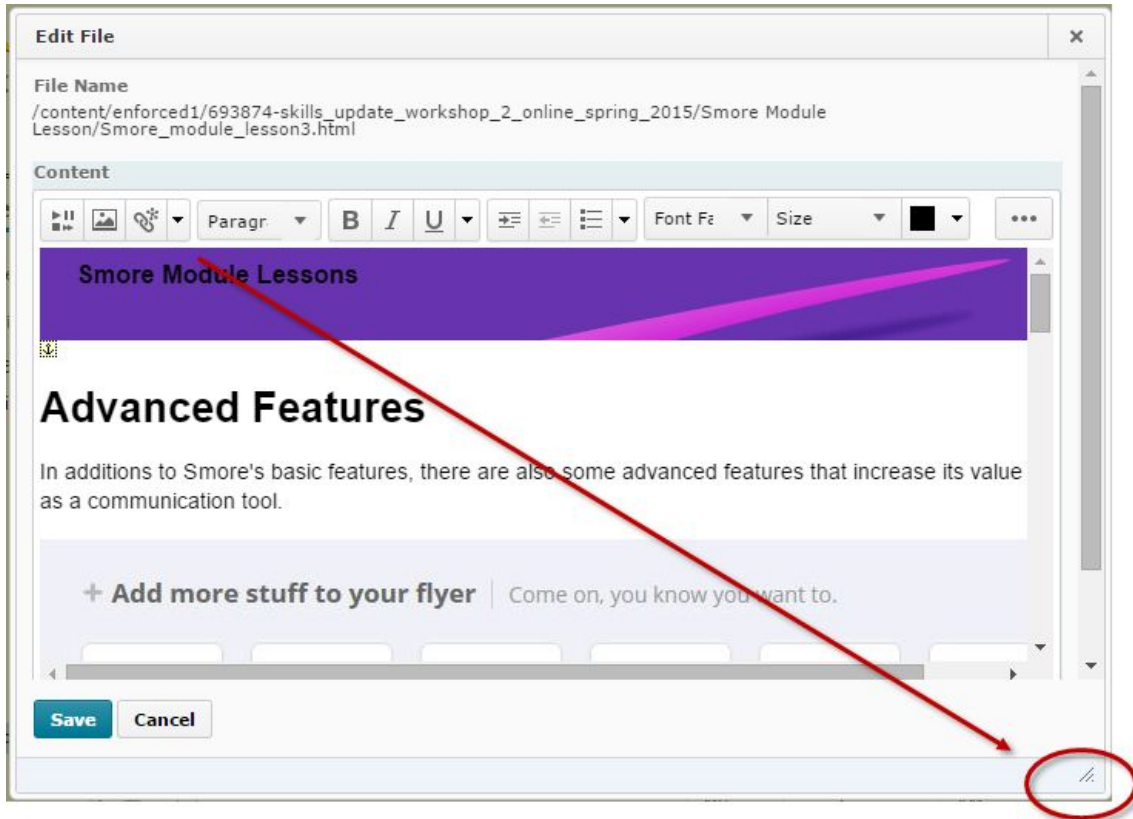 Edit File
File Name
/content/enforced1/693874-skills_update_workshop_2_online_spring_2015/Smore Module
Lesson/Smore_module_lesson3.html
Content
Paragr. B I U Font Fa Size
Smore Module Lessons
Advanced Features
In additions to Smore's basic features, there are also some advanced features that increase its value
as a communication tool.
+ Add more stuff to your flyer | Come on, you know you want to.
Save Cancel